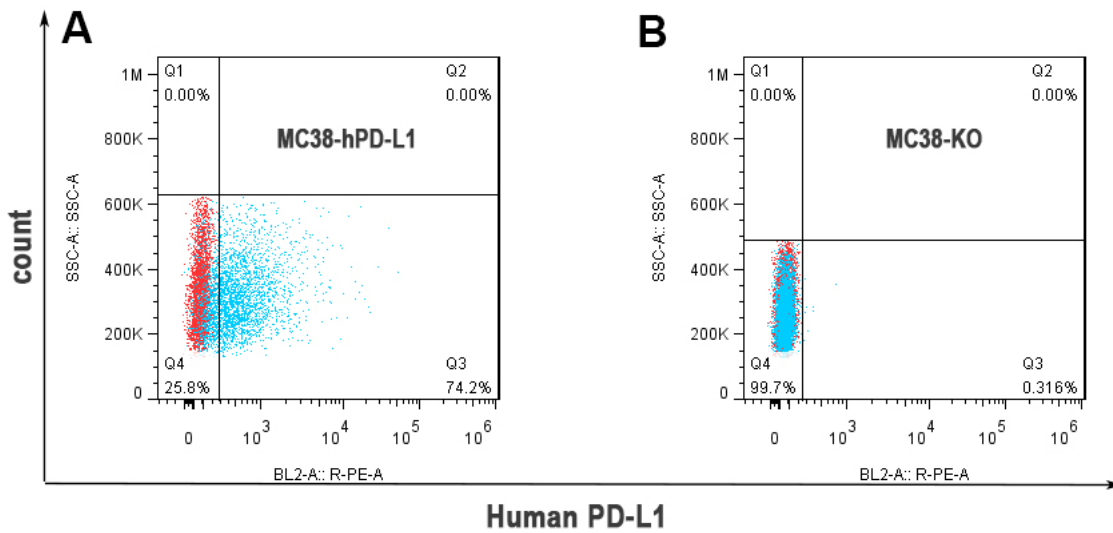 A
Q1
0.00%
Q2
0.00%
MC38-hPD-L1
1M
800K
600K
400K
200K
0
SSC-A:: SSC-A
Q4
25.8%
Q3
74.2%
0 10³ 10⁴ 10⁵ 10⁶
BL2-A:: R-PE-A
B
Q1
0.00%
Q2
0.00%
MC38-KO
1M
800K
600K
400K
200K
0
SSC-A:: SSC-A
Q4
99.7%
Q3
0.316%
0 10³ 10⁴ 10⁵ 10⁶
BL2-A:: R-PE-A
count
Human PD-L1